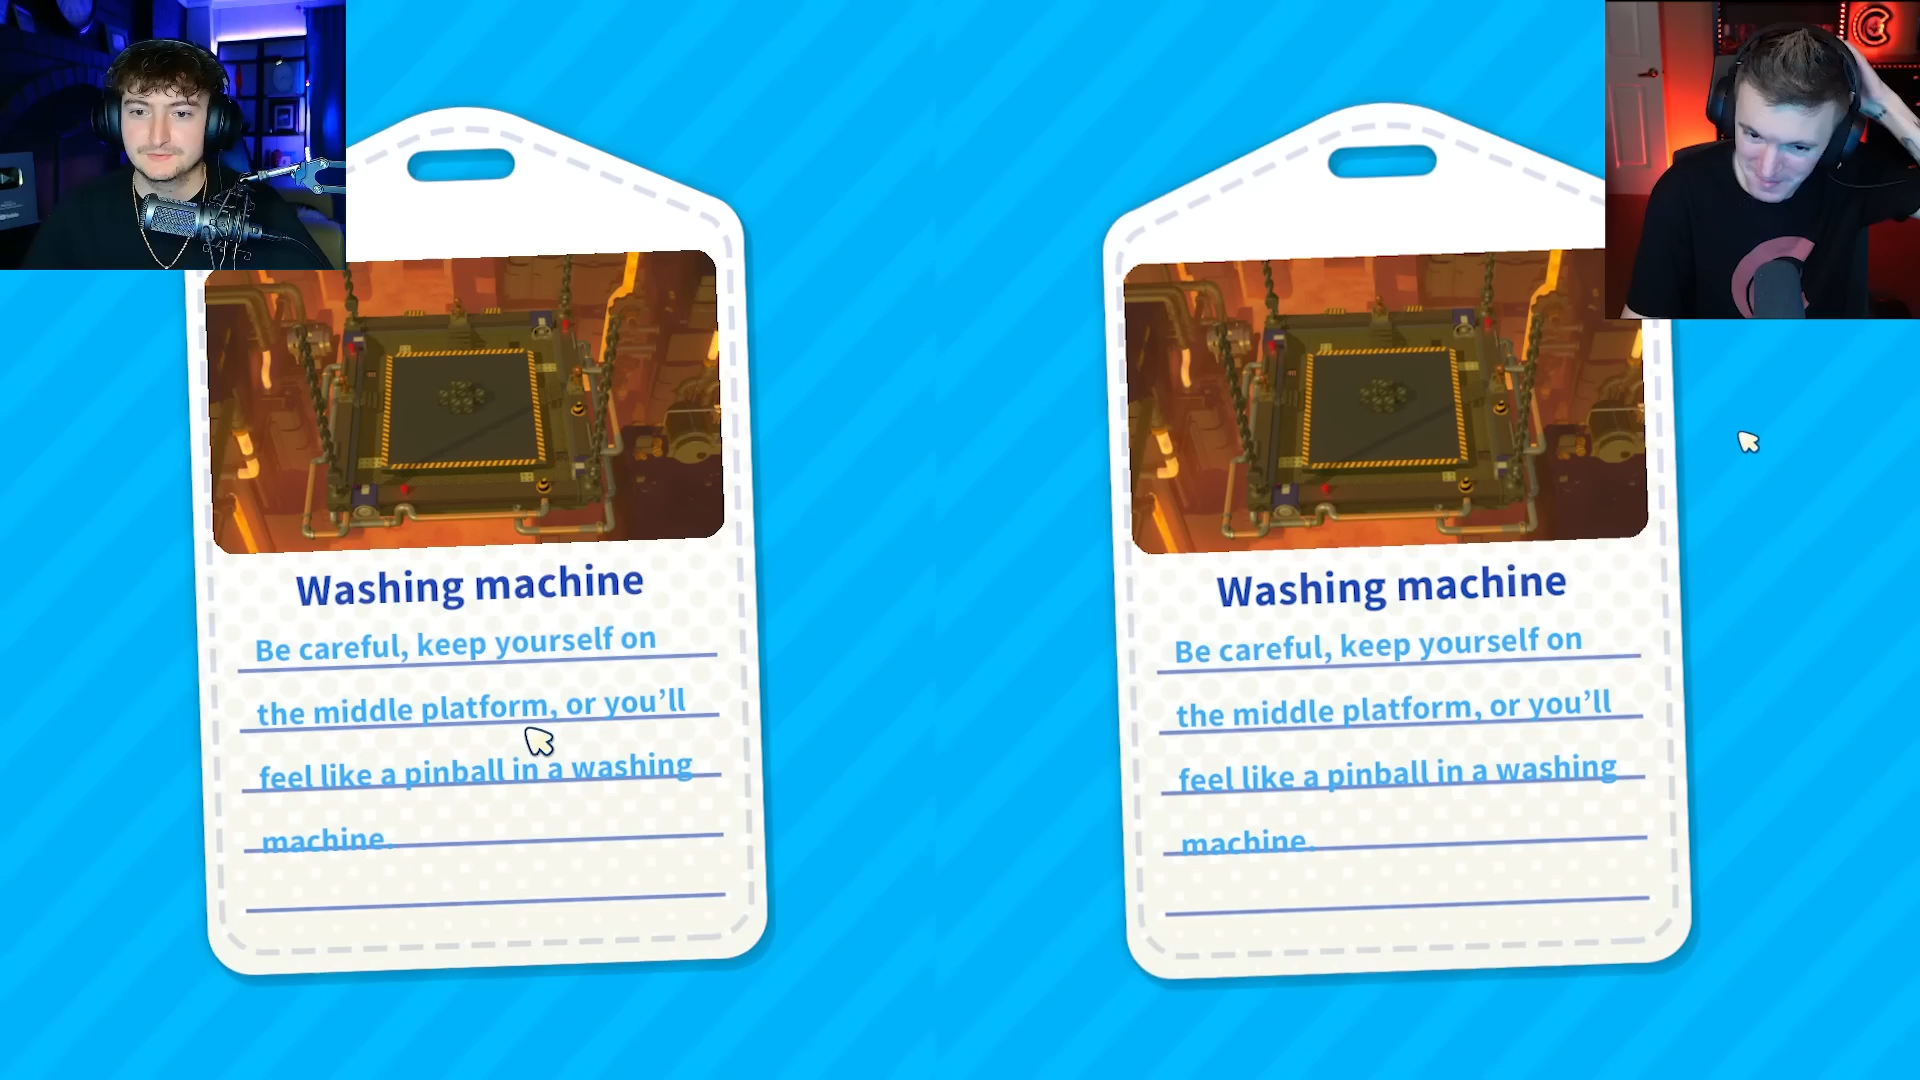 Washing machine
Be careful, keep yourself on
the middle platform, or you'll
feel like a pinball in a washing
machine.
Washing machine
Be careful, keep yourself on
the middle platform, or you'll
feel like a pinball in a washing
machine.